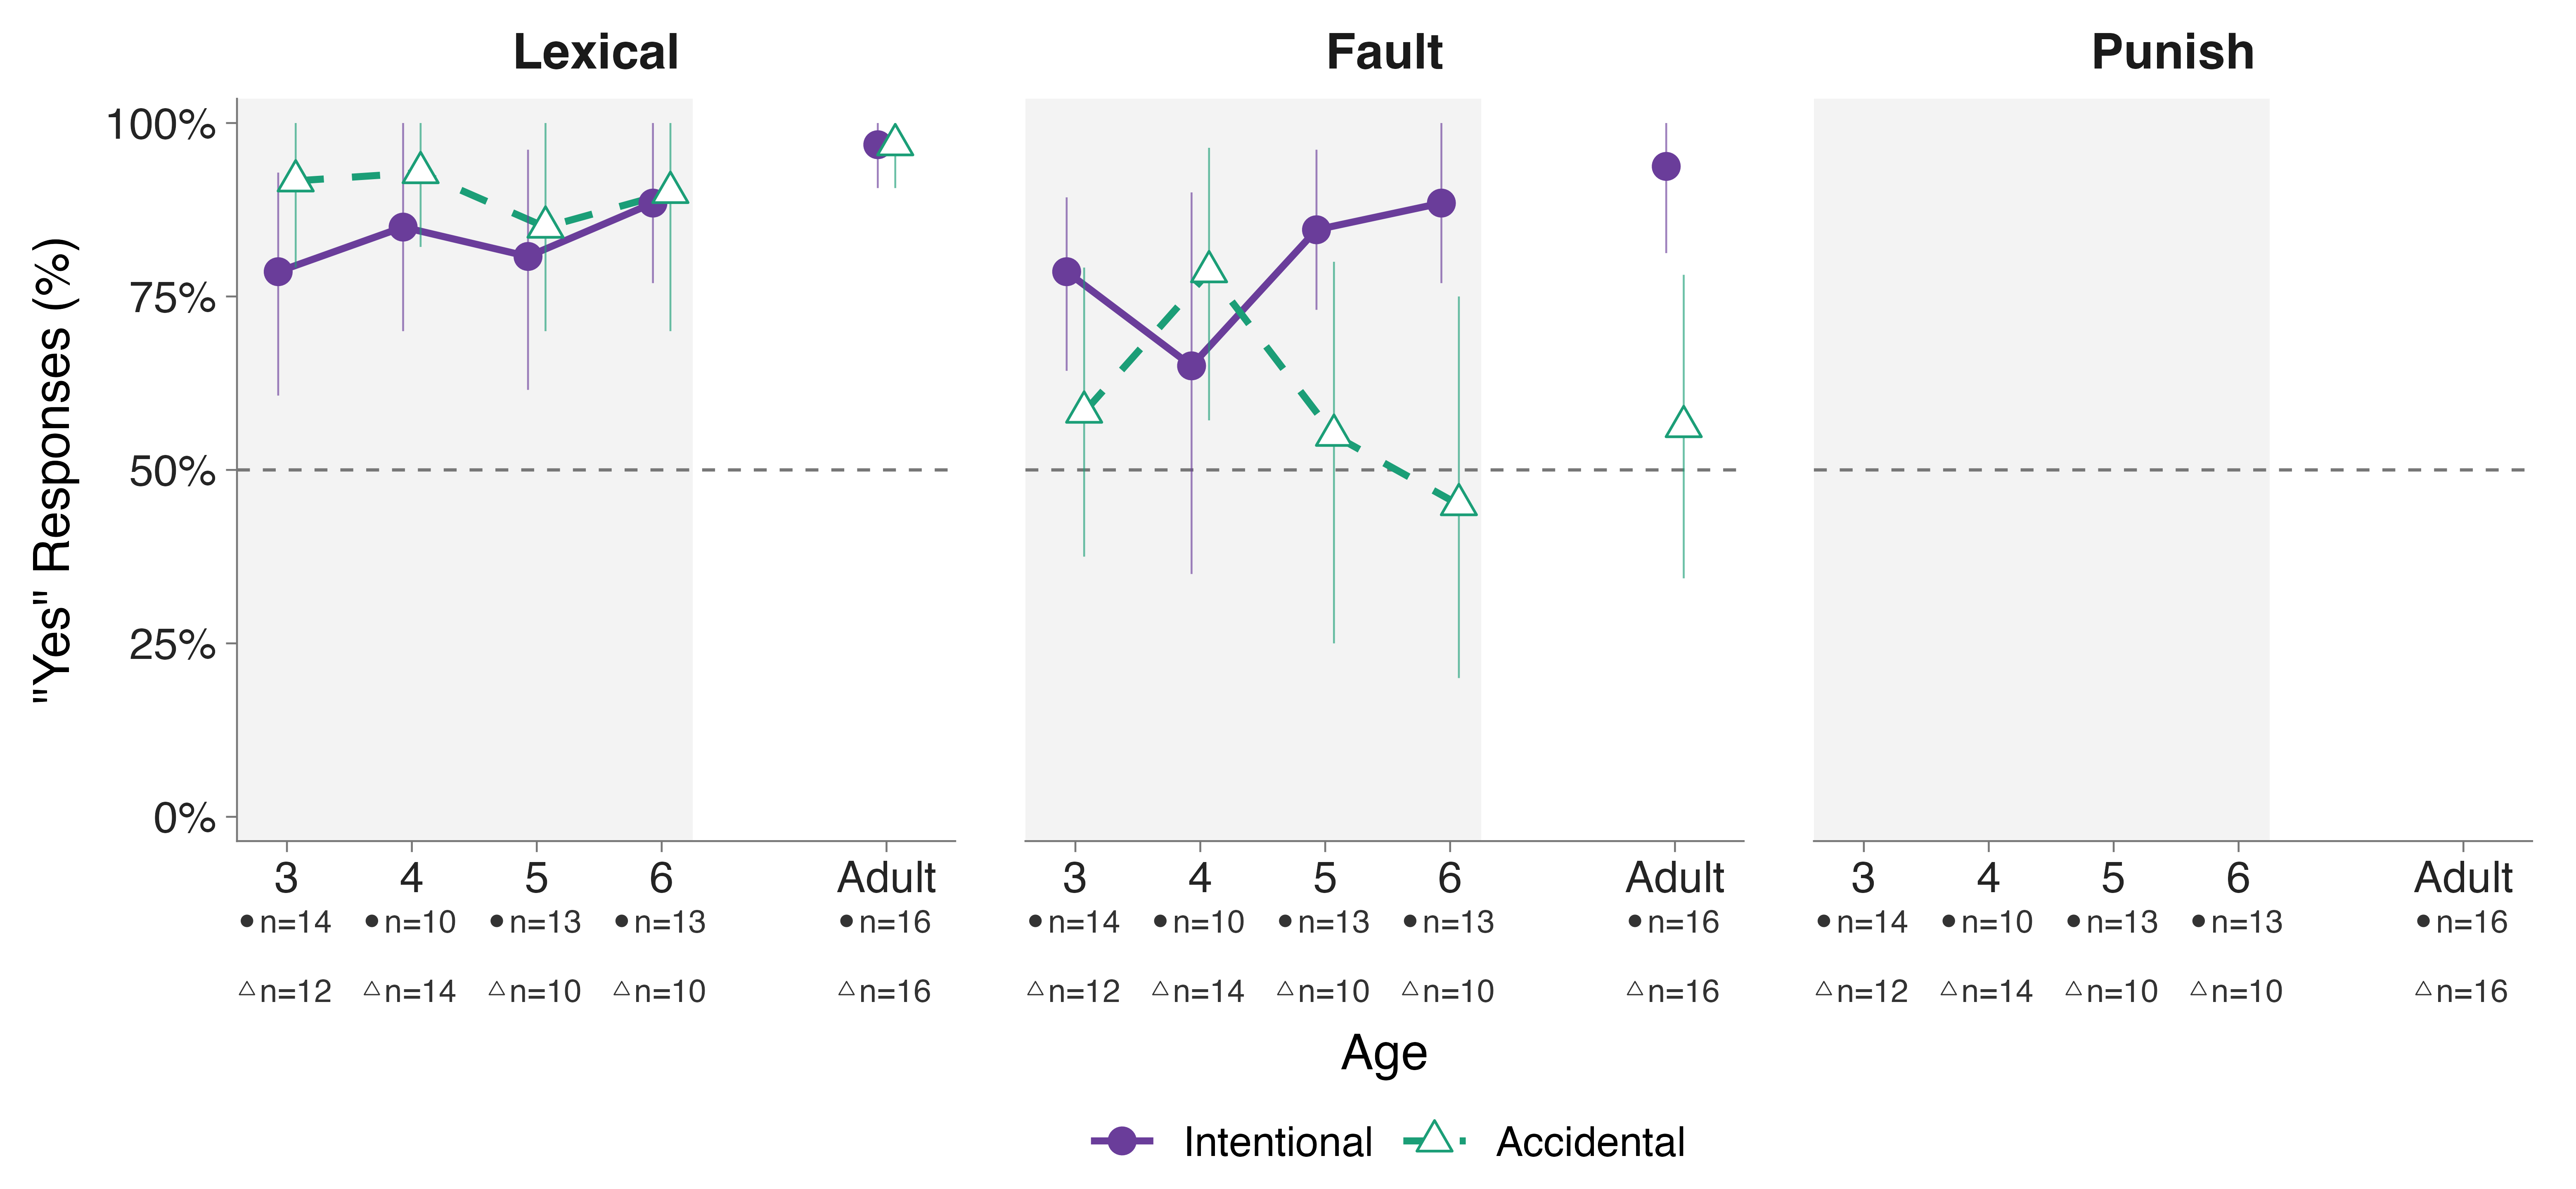 Lexical Fault Punish
100%
75%
50%
25%
0%
"Yes" Responses (%)
3 4 5 6 Adult 3 4 5 6 Adult 3 4 5 6 Adult
n=14 n=10 n=13 n=13 n=16 n=14 n=10 n=13 n=13 n=16 n=14 n=10 n=13 n=13 n=16
n=12 n=14 n=10 n=10 n=16 n=12 n=14 n=10 n=10 n=16 n=12 n=14 n=10 n=10 n=16
Age
Intentional Accidental